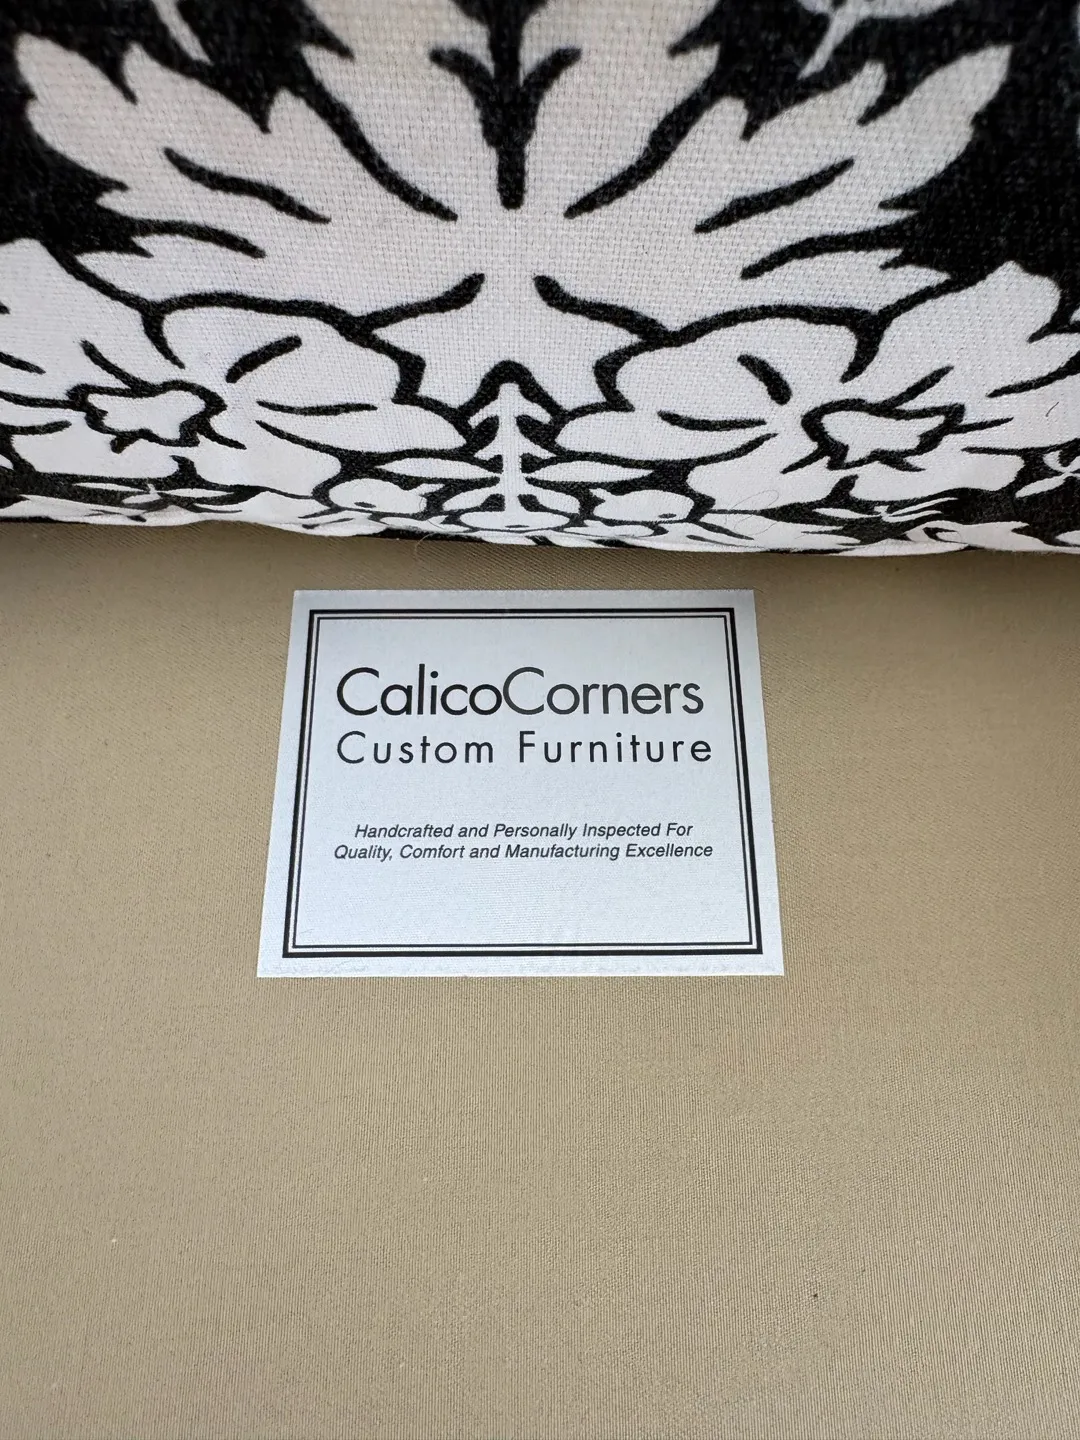 CalicoCorners
Custom Furniture
Handcrafted and Personally Inspected For
Quality, Comfort and Manufacturing Excellence